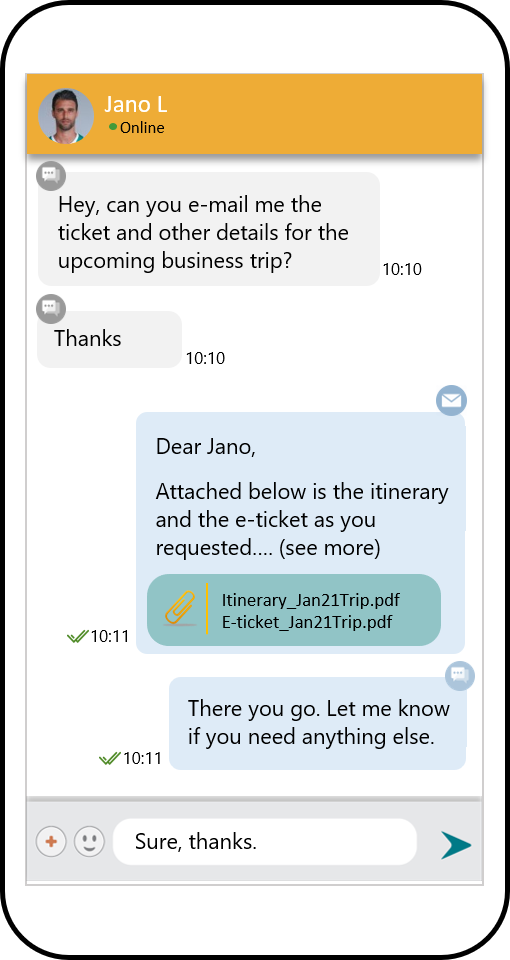 Jano L
Online
Hey, can you e-mail me the
ticket and other details for the
upcoming business trip?
10:10
Thanks
10:10
Dear Jano,
Attached below is the itinerary
and the e-ticket as you
requested.... (see more)
Itinerary_Jan21Trip.pdf
E-ticket_Jan21Trip.pdf
10:11
There you go. Let me know
if you need anything else.
10:11
Sure, thanks.